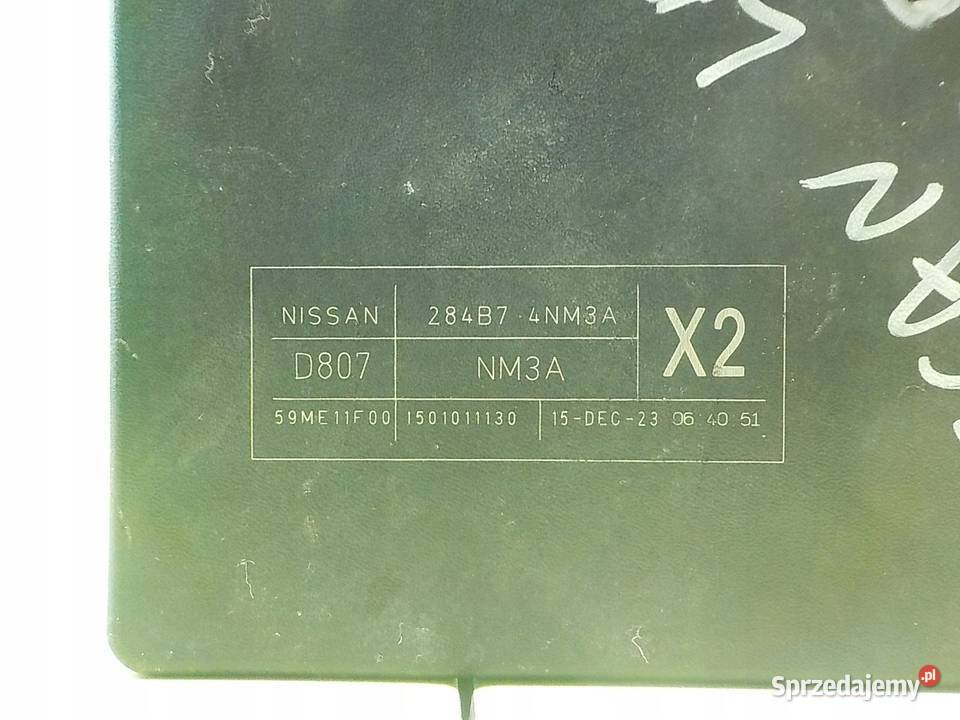 NISSAN 284B7 4NM3A X2
D807 NM3A
59ME11F00 1501011130 15-DEC-23 06 40 51
Sprzedajemy.pl